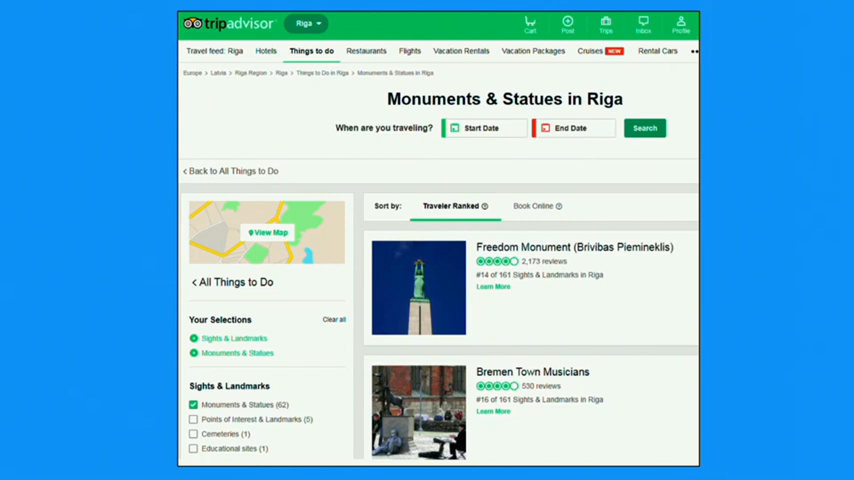 tripadvisor
Riga
Cart
Post
Trips
Inbox
Profile
Travel feed: Riga Hotels Things to do Restaurants Flights Vacation Rentals Vacation Packages Cruises NEW Rental Cars
Europe > Latvia > Riga Region > Riga > Things to Do in Riga > Monuments & Statues in Riga
Monuments & Statues in Riga
When are you traveling? Start Date End Date Search
< Back to All Things to Do
Sort by: Traveler Ranked Book Online
View Map
< All Things to Do
Your Selections Clear all
Sights & Landmarks
Monuments & Statues
Sights & Landmarks
Monuments & Statues (62)
Points of Interest & Landmarks (5)
Cemeteries (1)
Educational sites (1)
Freedom Monument (Brivibas Piemineklis)
2,173 reviews
#14 of 161 Sights & Landmarks in Riga
Learn More
Bremen Town Musicians
530 reviews
#16 of 161 Sights & Landmarks in Riga
Learn More